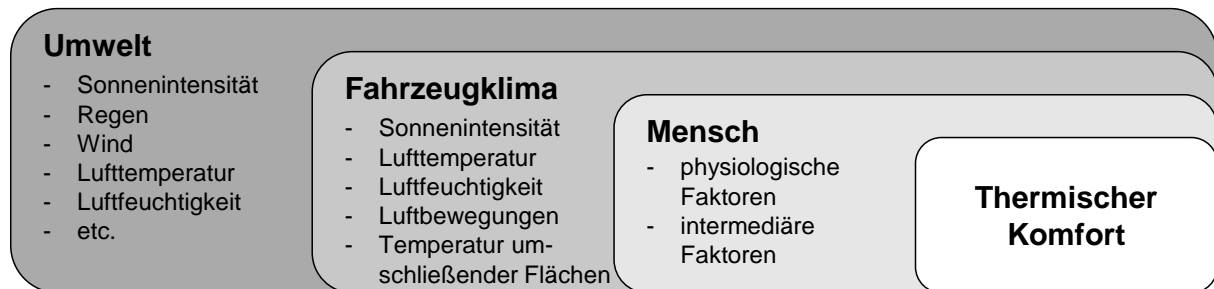 Umwelt
- Sonnenintensität
- Regen
- Wind
- Lufttemperatur
- Luftfeuchtigkeit
- etc.
Fahrzeugklima
- Sonnenintensität
- Lufttemperatur
- Luftfeuchtigkeit
- Luftbewegungen
- Temperatur um-
schließender Flächen
Mensch
- physiologische
Faktoren
- intermediäre
Faktoren
Thermischer
Komfort